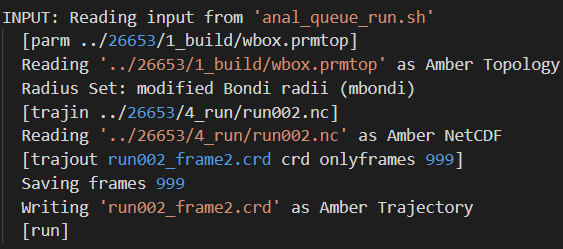 INPUT: Reading input from 'anal_queue_run.sh'
[parm ../26653/1_build/wbox.prmtop]
Reading '../26653/1_build/wbox.prmtop' as Amber Topology
Radius Set: modified Bondi radii (mbondi)
[trajin ../26653/4_run/run002.nc]
Reading '../26653/4_run/run002.nc' as Amber NetCDF
[trajout run002_frame2.crd crd onlyframes 999]
Saving frames 999
Writing 'run002_frame2.crd' as Amber Trajectory
[run]